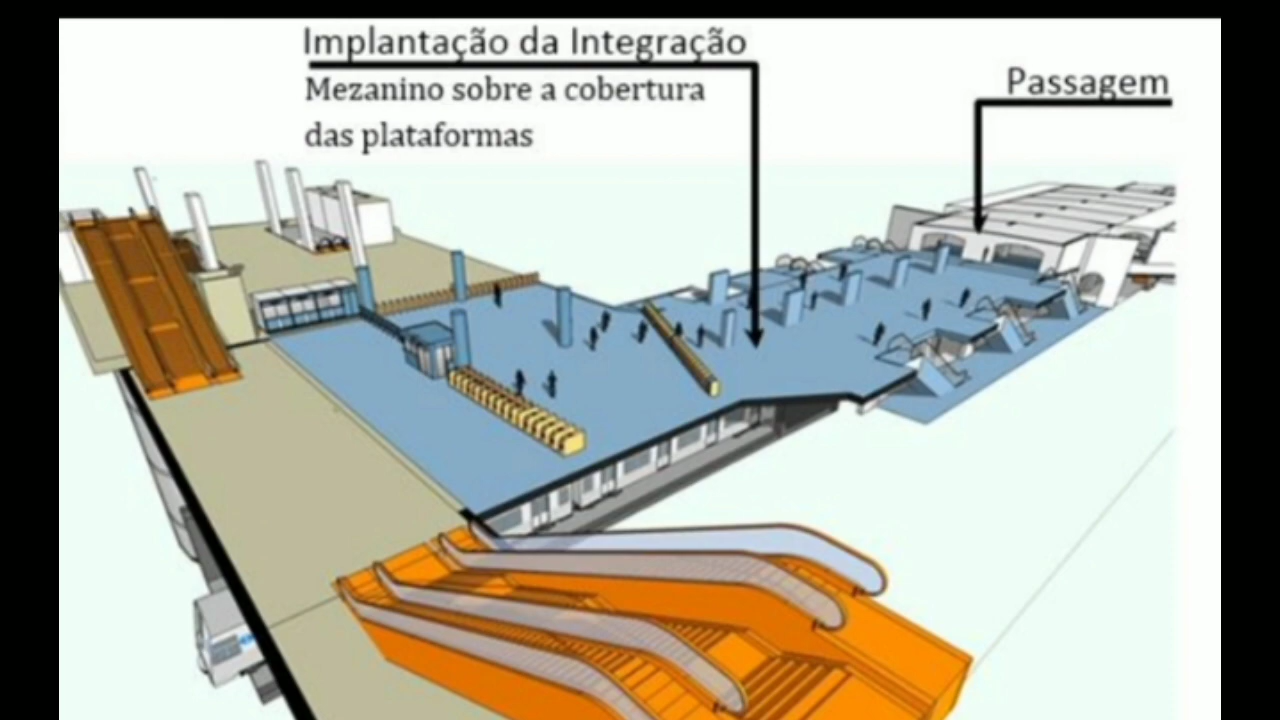 Implantação da Integração
Mezanino sobre a cobertura
das plataformas
Passagem